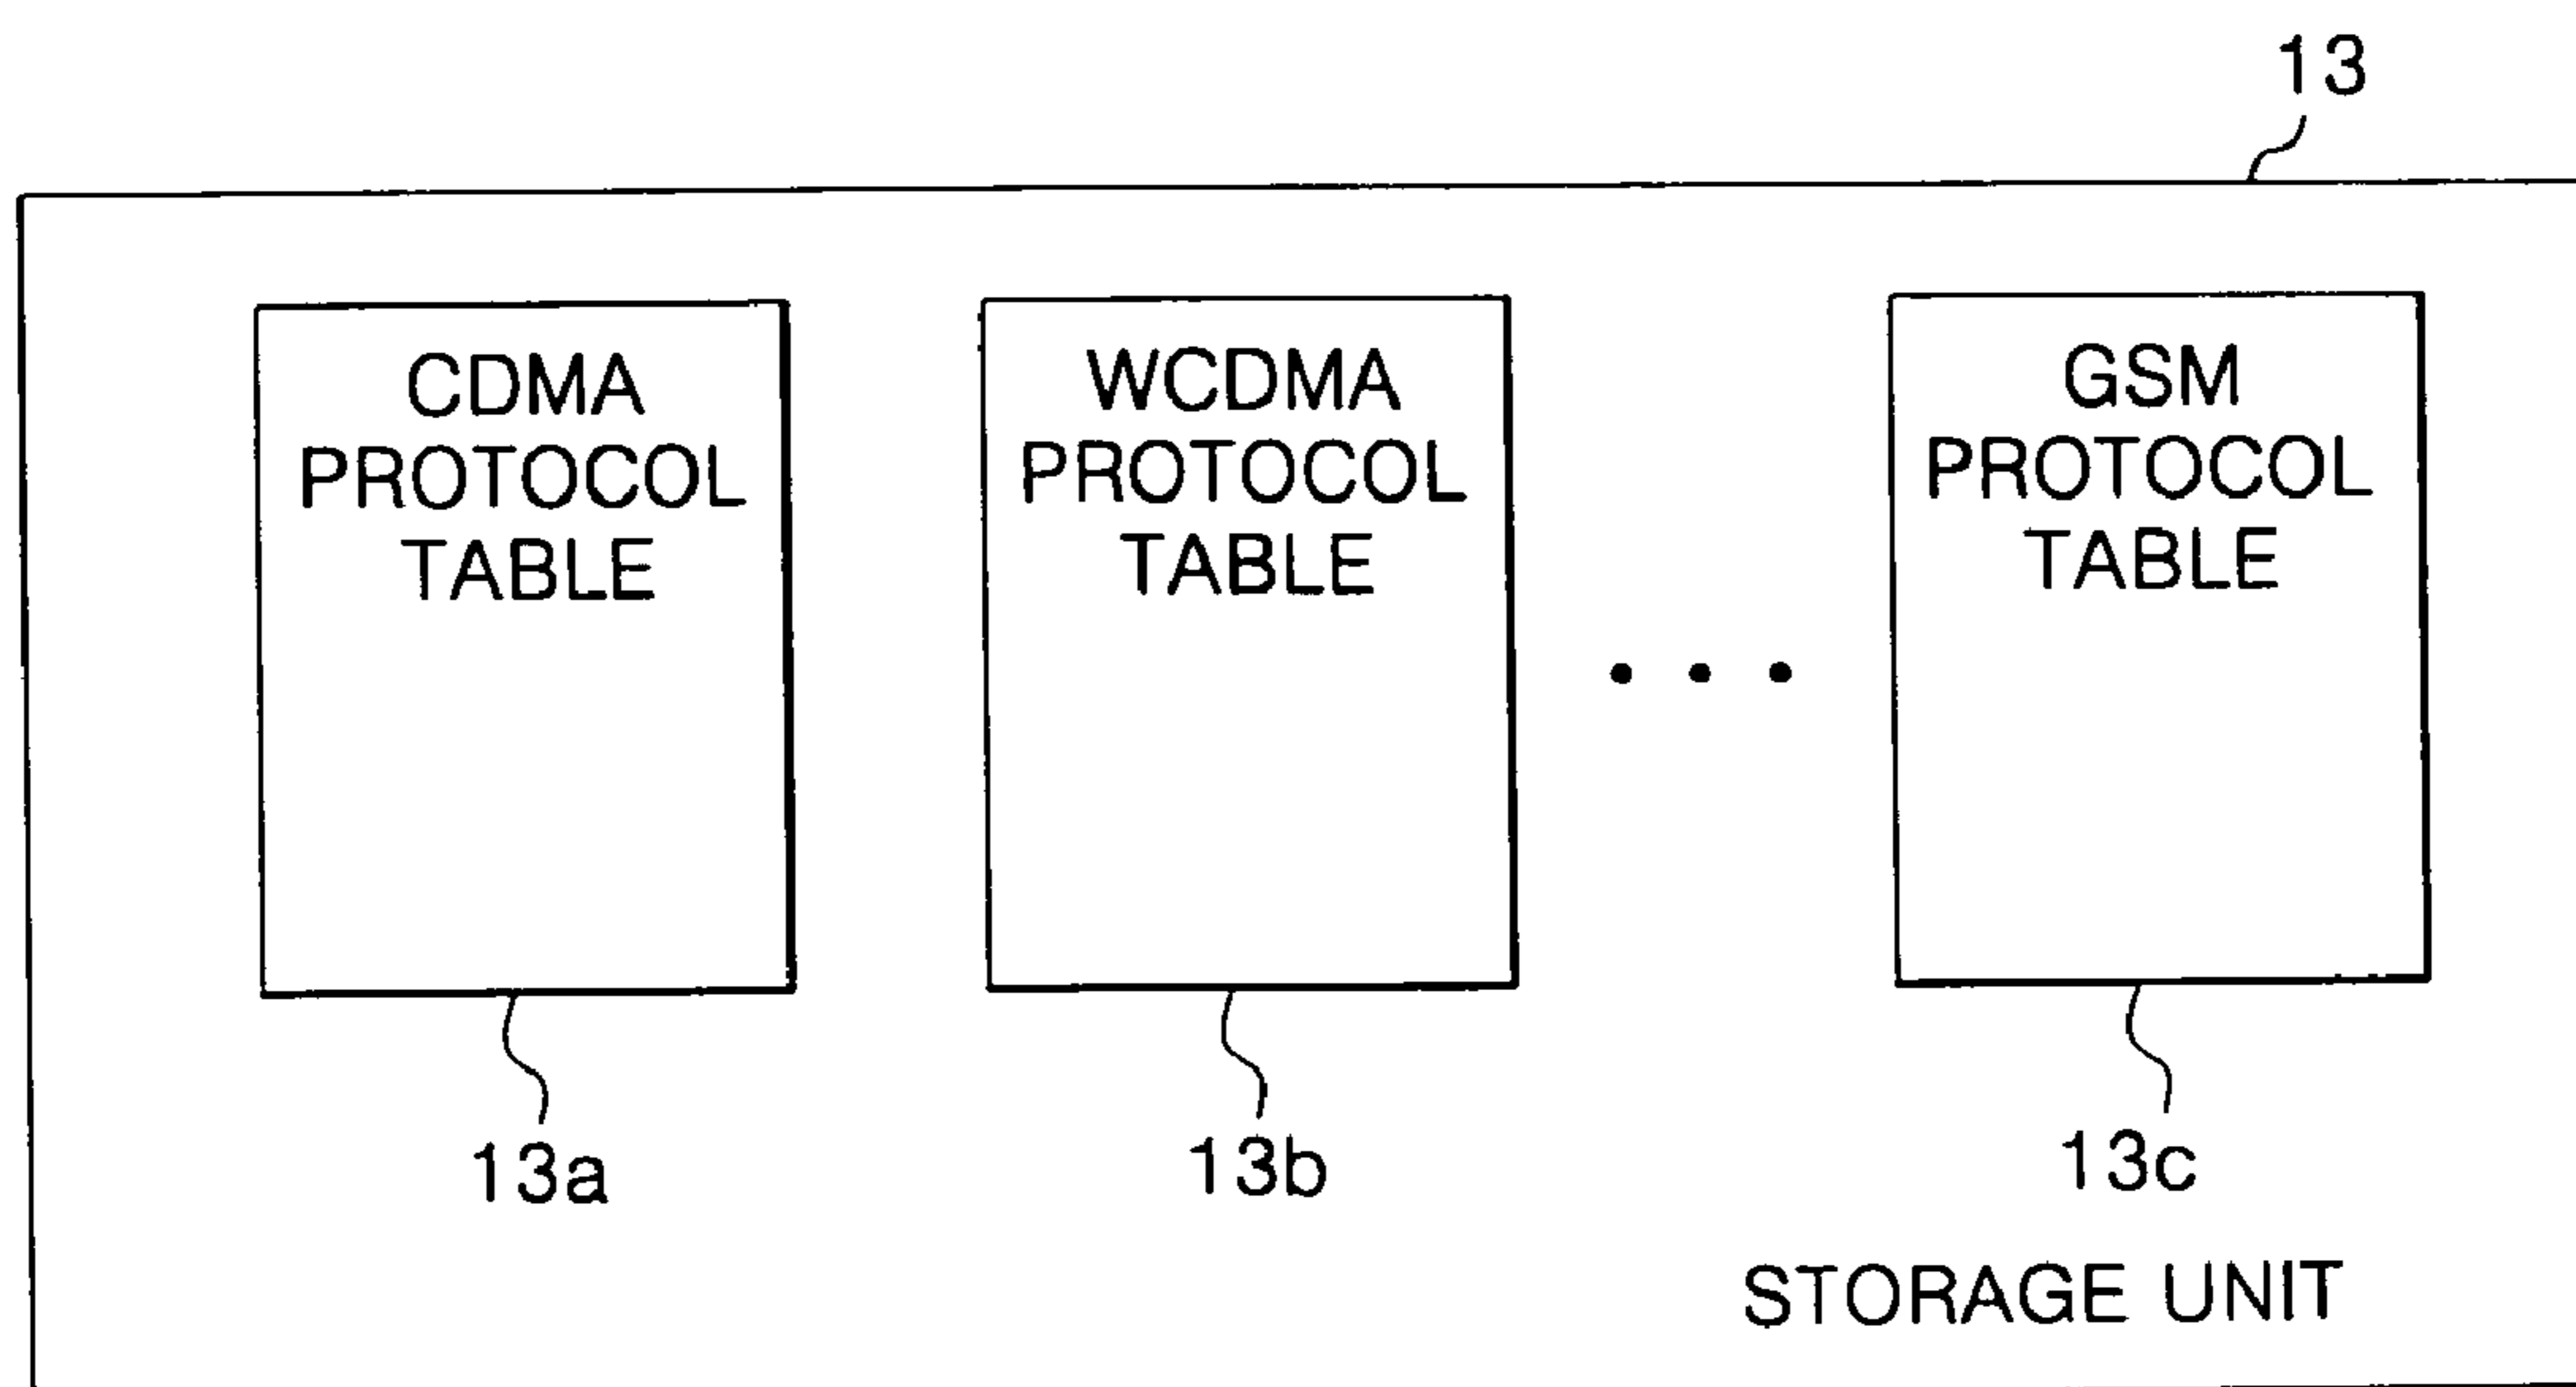 13
CDMA
PROTOCOL
TABLE
WCDMA
PROTOCOL
TABLE
• • •
GSM
PROTOCOL
TABLE
13a
13b
13c
STORAGE UNIT